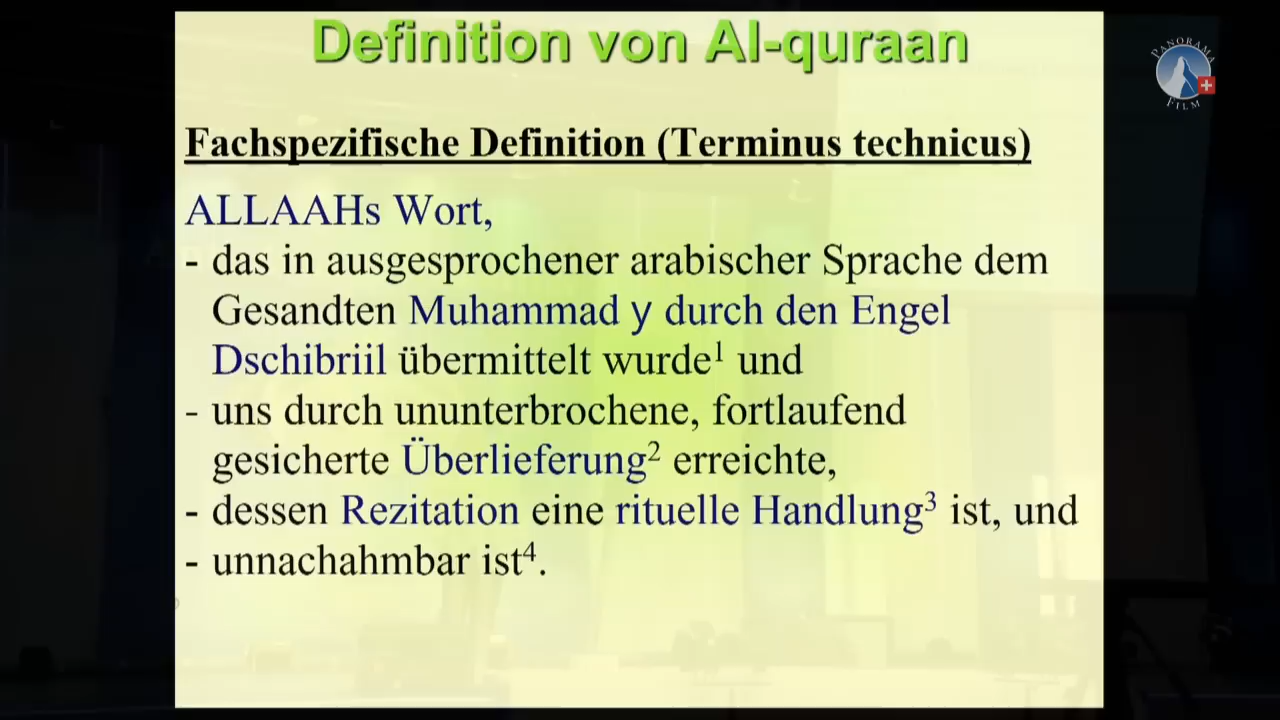 Definition von Al-quraan
PANORAMA
FILM
Fachspezifische Definition (Terminus technicus)
ALLAAHs Wort,
- das in ausgesprochener arabischer Sprache dem
Gesandten Muhammad y durch den Engel
Dschibriil übermittelt wurde¹ und
- uns durch ununterbrochene, fortlaufend
gesicherte Überlieferung² erreichte,
- dessen Rezitation eine rituelle Handlung³ ist, und
- unnachahmbar ist⁴.